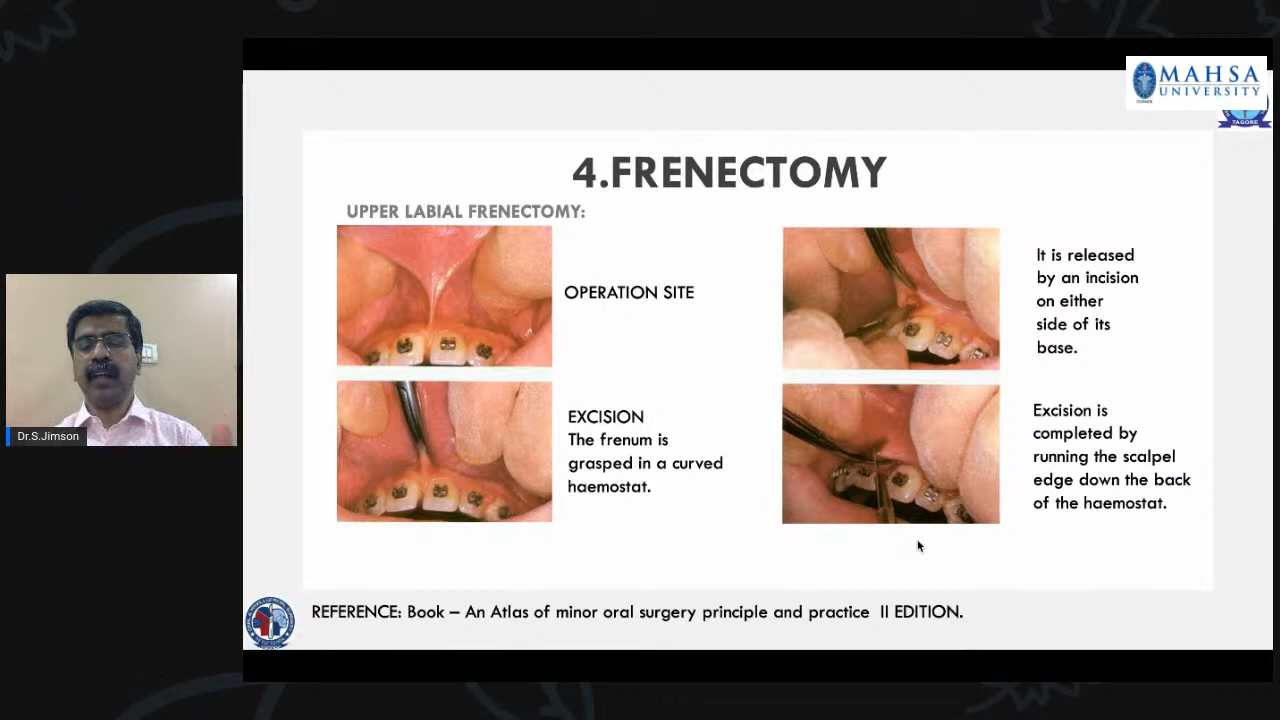 MAHSA
UNIVERSITY
TAGORE
4.FRENECTOMY
UPPER LABIAL FRENECTOMY:
OPERATION SITE
It is released
by an incision
on either
side of its
base.
EXCISION
The frenum is
grasped in a curved
haemostat.
Excision is
completed by
running the scalpel
edge down the back
of the haemostat.
Dr.S.Jimson
REFERENCE: Book – An Atlas of minor oral surgery principle and practice II EDITION.